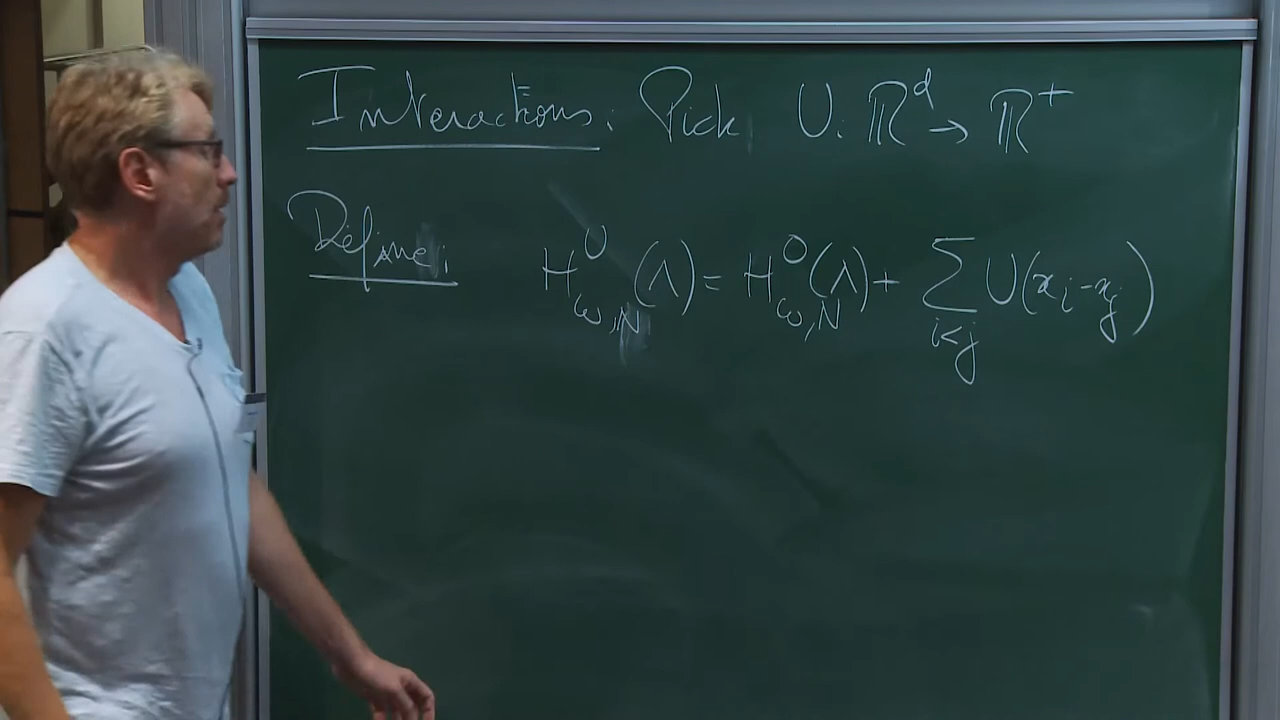 Interactions: Pick U: ℝ^d → ℝ^+
Define: H^U_{ω,N}(Λ) = H^0_{ω,N}(Λ) + ∑_{i<j} U(x_i - x_j)